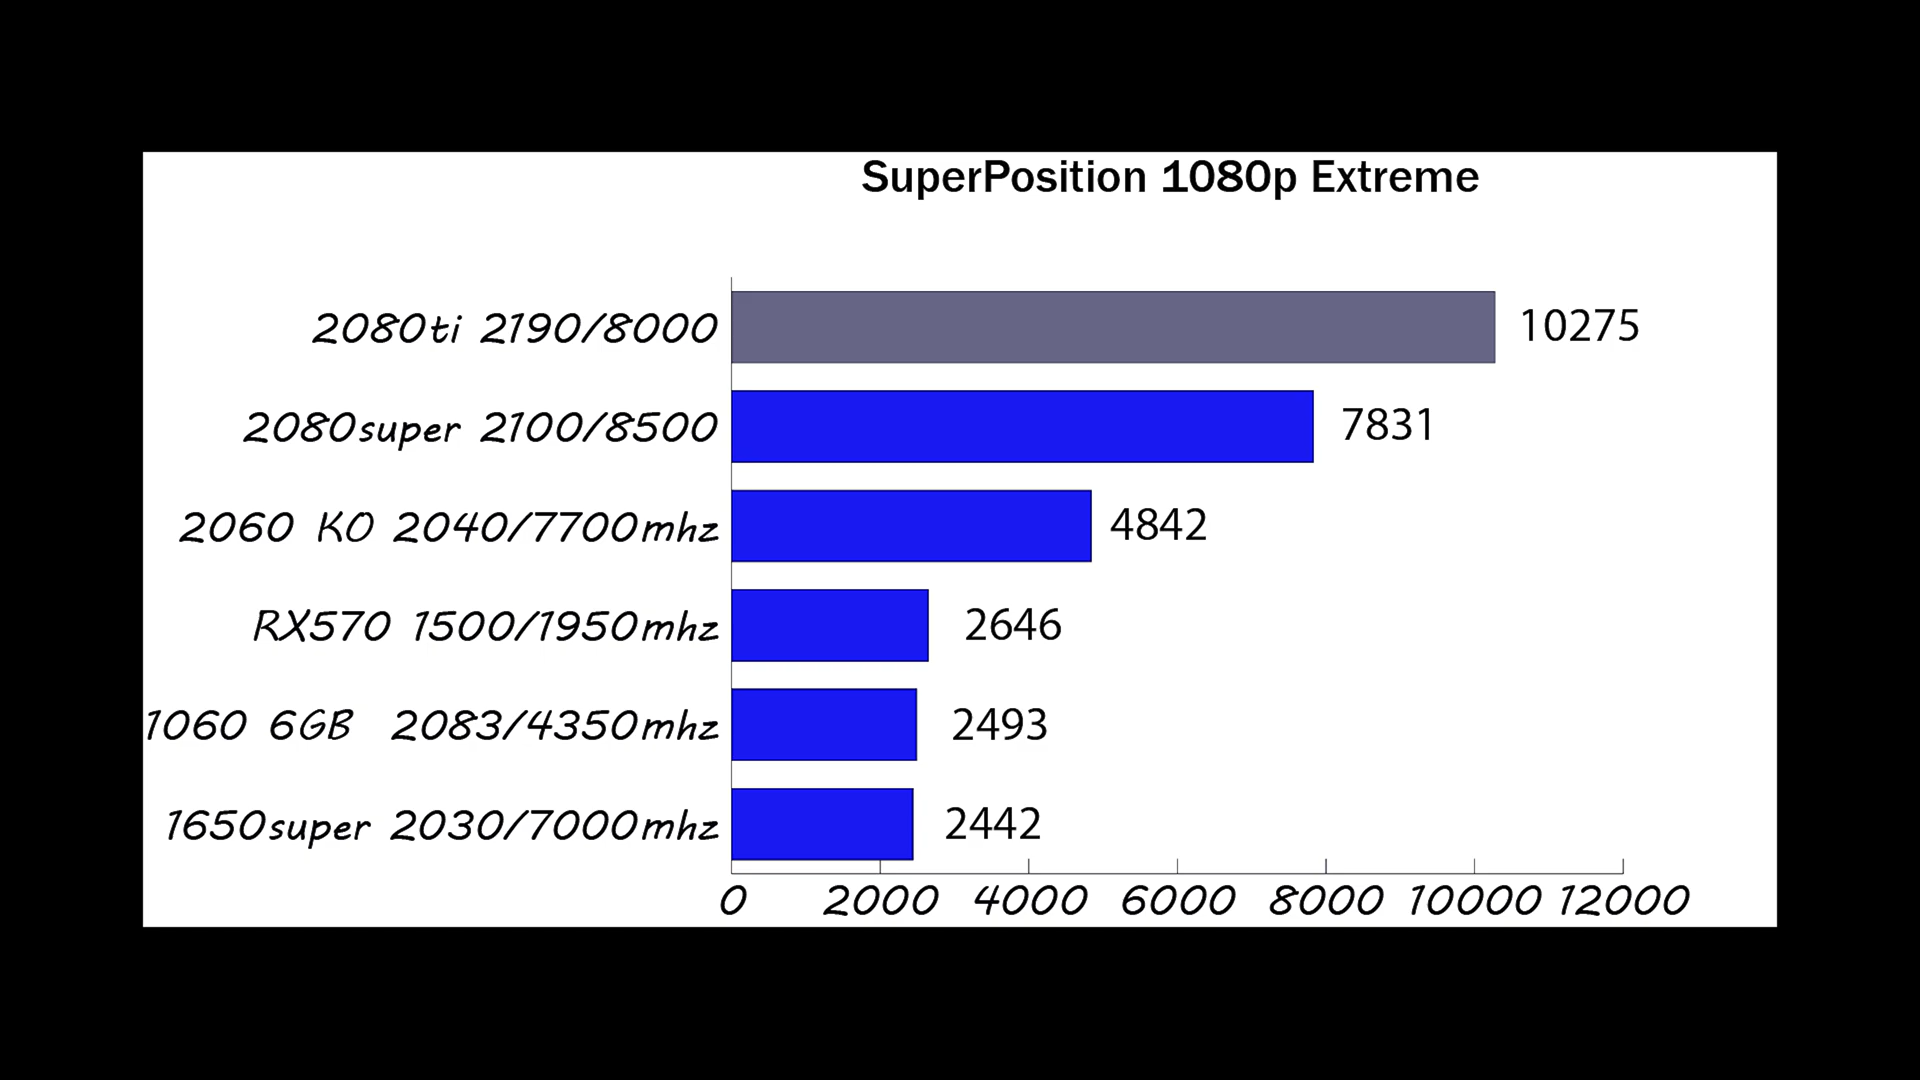 SuperPosition 1080p Extreme
2080ti 2190/8000 10275
2080super 2100/8500 7831
2060 KO 2040/7700mhz 4842
RX570 1500/1950mhz 2646
1060 6GB 2083/4350mhz 2493
1650super 2030/7000mhz 2442
0 2000 4000 6000 8000 10000 12000